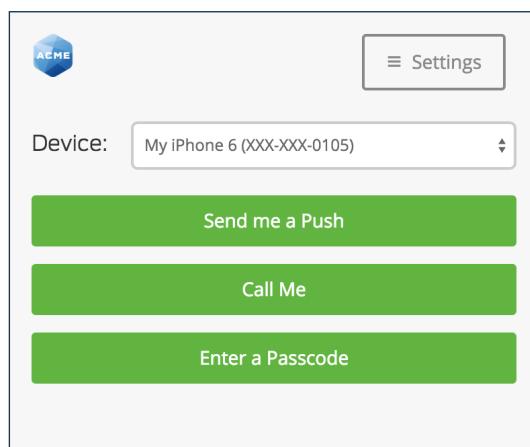 ACME
≡ Settings
Device:
My iPhone 6 (XXX-XXX-0105)
Send me a Push
Call Me
Enter a Passcode